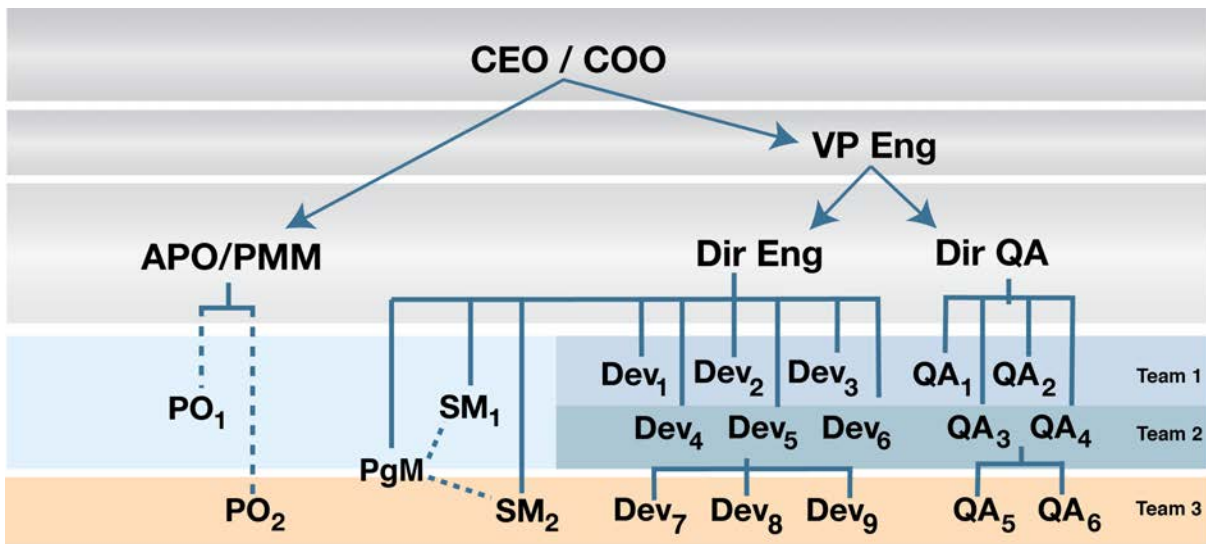 CEO / COO
VP Eng
APO/PMM
Dir Eng
Dir QA
Dev1 Dev2 Dev3 QA1 QA2 Team 1
PO1 SM1
Dev4 Dev5 Dev6 QA3 QA4 Team 2
PgM
PO2 SM2 Dev7 Dev8 Dev9 QA5 QA6 Team 3